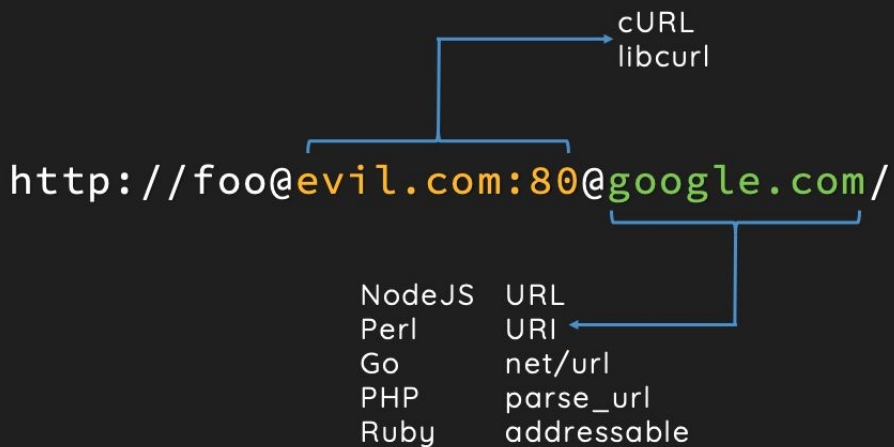 cURL
libcurl
http://foo@evil.com:80@google.com/
NodeJS URL
Perl URI
Go net/url
PHP parse_url
Ruby addressable